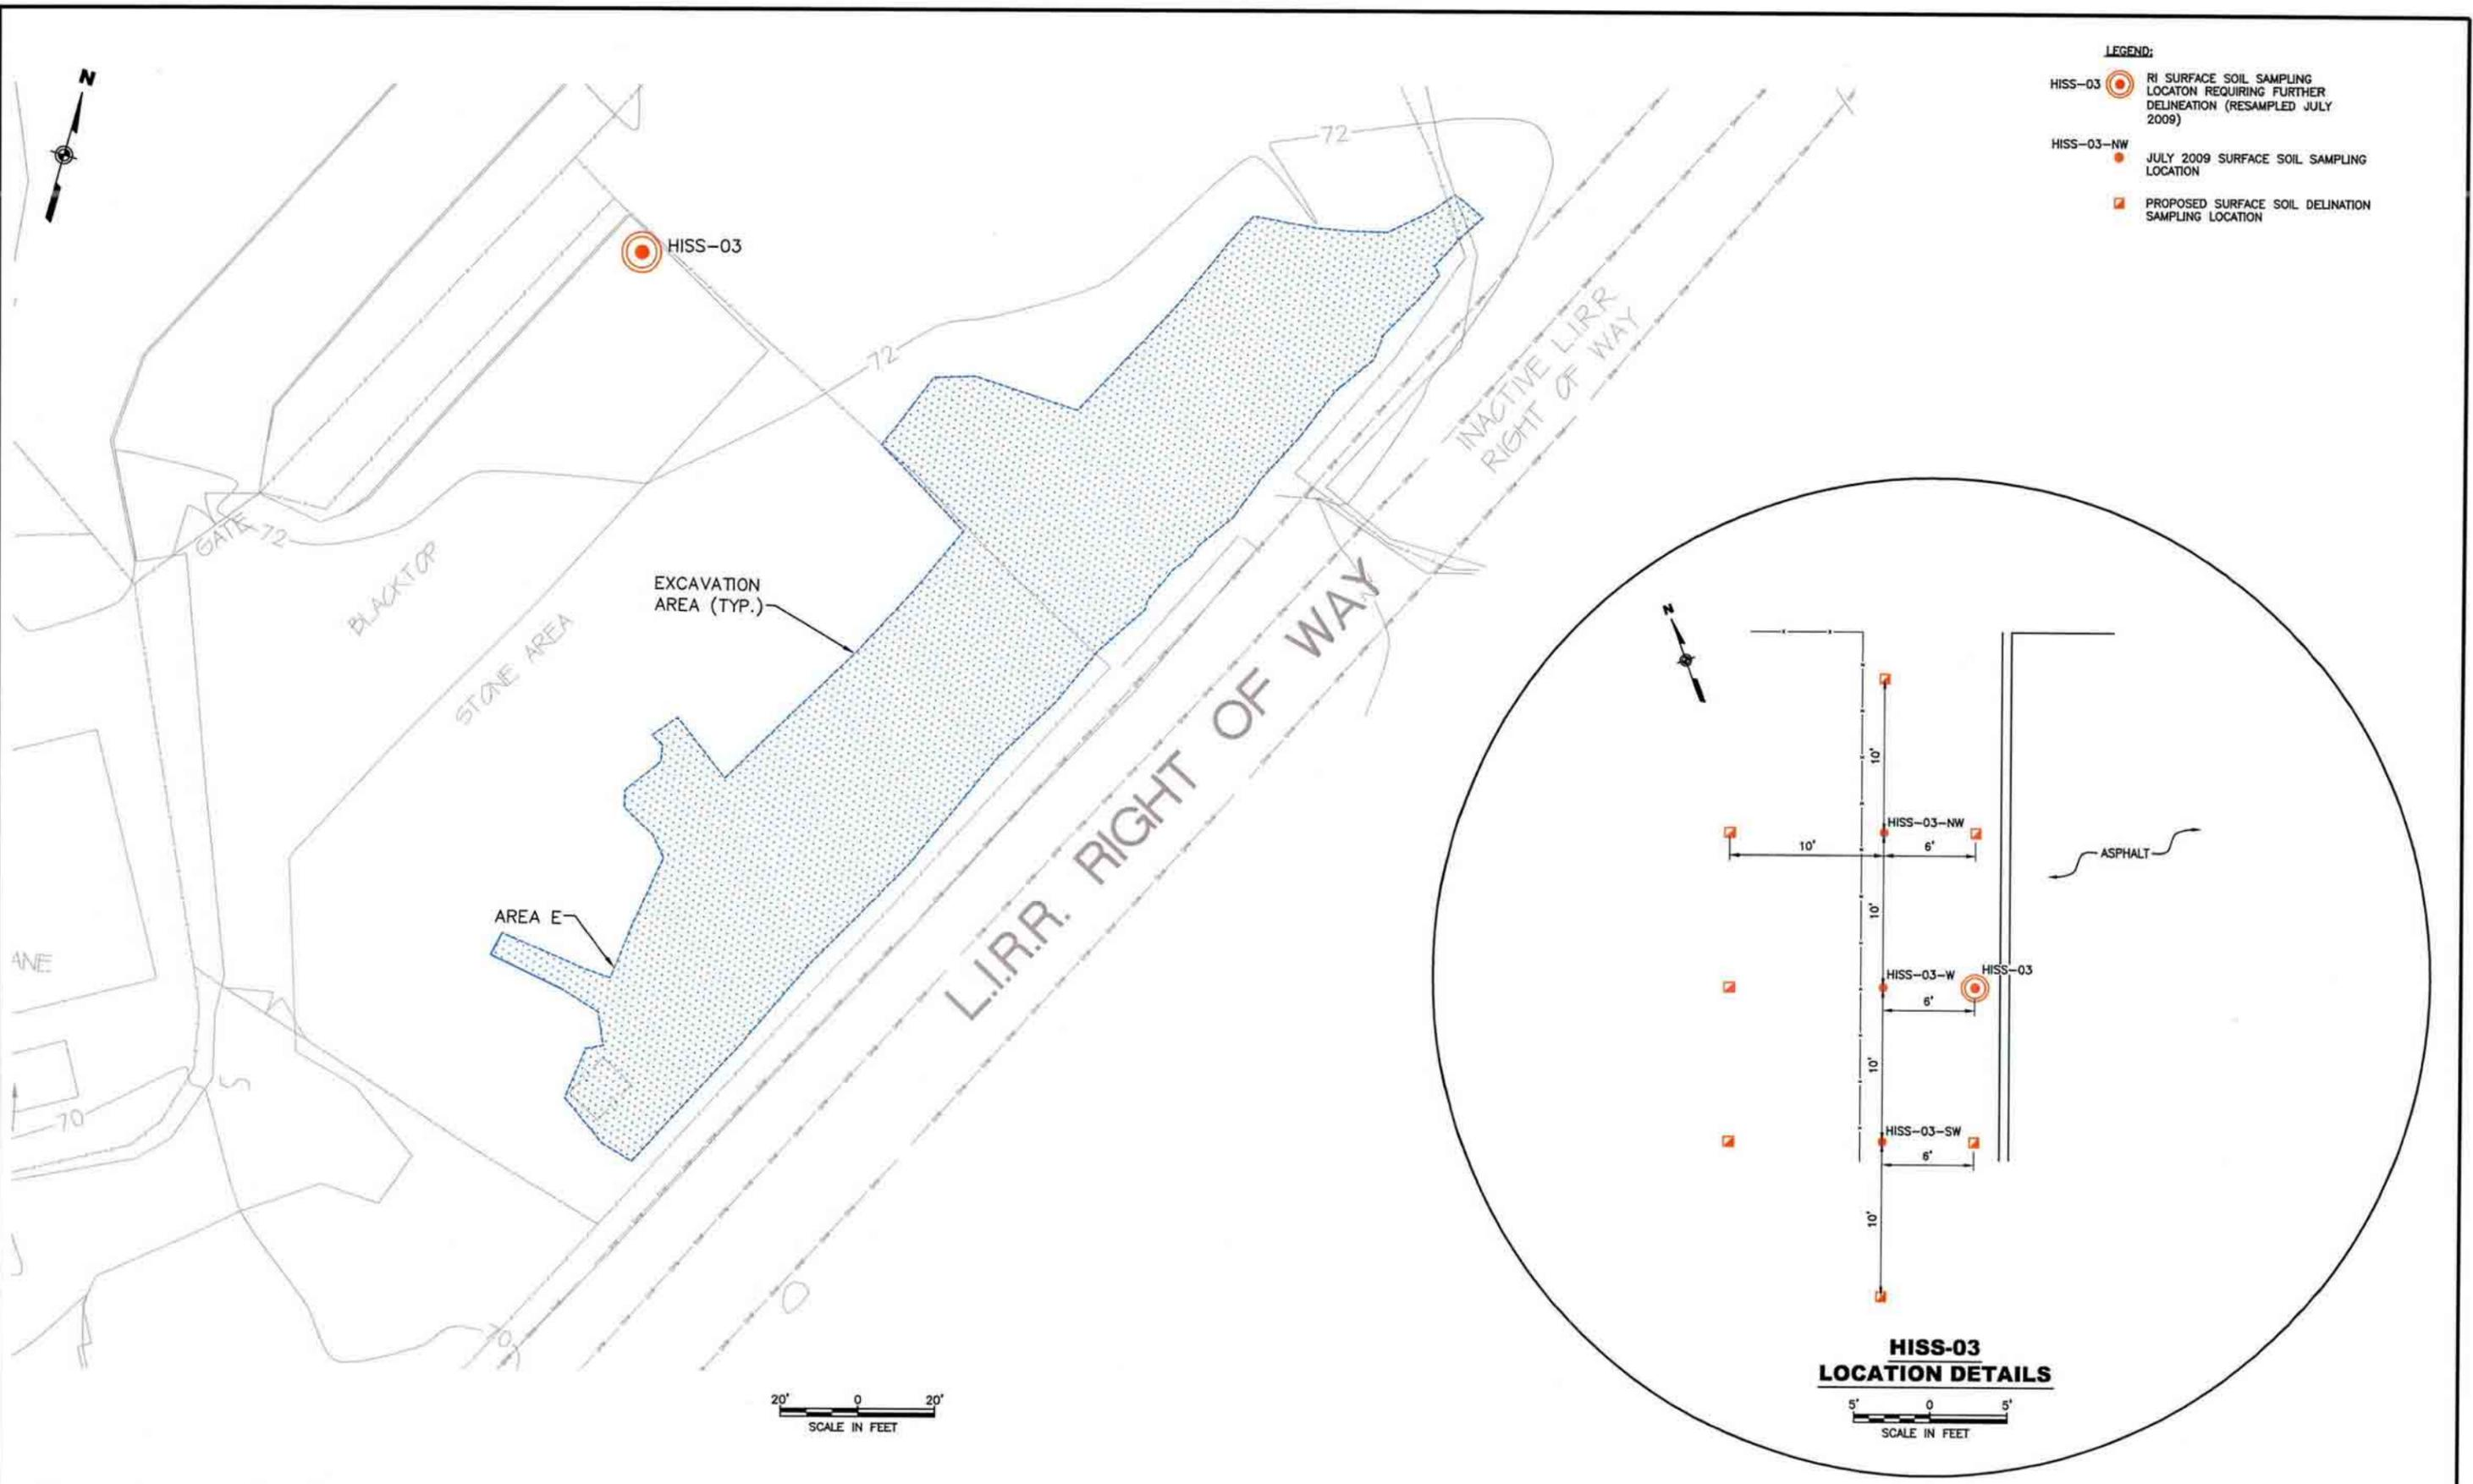 N
LEGEND:
HISS-03
RI SURFACE SOIL SAMPLING
LOCATON REQUIRING FURTHER
DELINEATION (RESAMPLED JULY
2009)
HISS-03-NW
JULY 2009 SURFACE SOIL SAMPLING
LOCATION
PROPOSED SURFACE SOIL DELINATION
SAMPLING LOCATION
72
HISS-03
72
INACTIVE L.I.R.R.
RIGHT OF WAY
GATE
72
BLACKTOP
STONE AREA
EXCAVATION
AREA (TYP.)
L.I.R.R. RIGHT OF WAY
AREA E
ANE
70
70
20' 0 20'
SCALE IN FEET
N
10'
HISS-03-NW
10'
6'
ASPHALT
10'
HISS-03-W
HISS-03
6'
10'
HISS-03-SW
6'
10'
HISS-03
LOCATION DETAILS
5' 0 5'
SCALE IN FEET